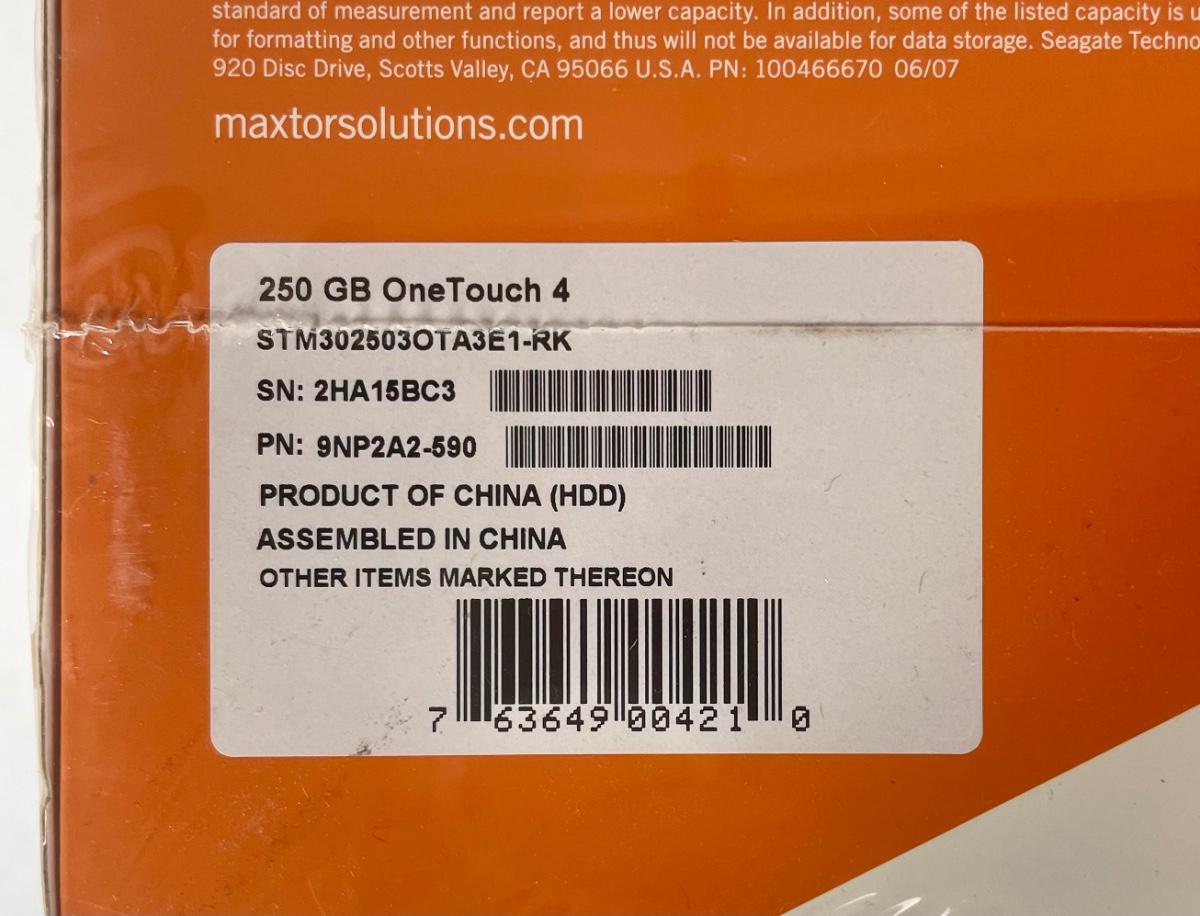 standard of measurement and report a lower capacity. In addition, some of the listed capacity is
for formatting and other functions, and thus will not be available for data storage. Seagate
920 Disc Drive, Scotts Valley, CA 95066 U.S.A. PN: 100466670 06/07
maxtorsolutions.com
250 GB OneTouch 4
STM302503OTA3E1-RK
SN: 2HA15BC3
PN: 9NP2A2-590
PRODUCT OF CHINA (HDD)
ASSEMBLED IN CHINA
OTHER ITEMS MARKED THEREON
7 63649 00421 0